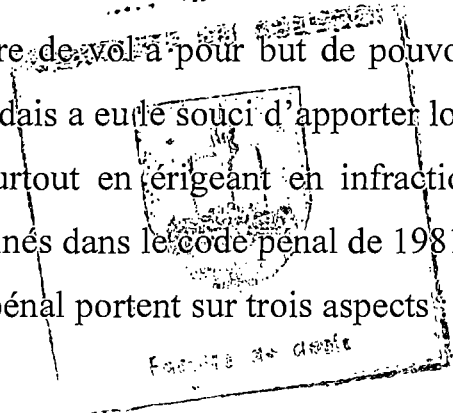 re de vol a pour but de pouvo
dais a eu le souci d'apporter lo
urtout en érigeant en infractio
nés dans le code pénal de 1981
pénal portent sur trois aspects